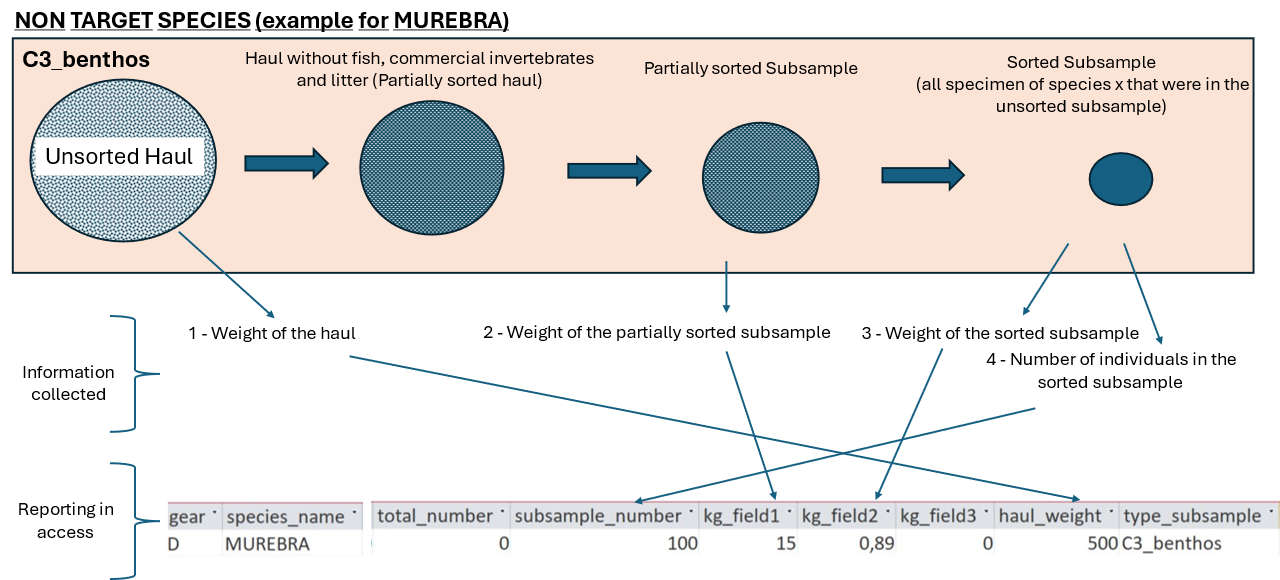 NON TARGET SPECIES (example for MUREBRA)
C3_benthos
Unsorted Haul
Haul without fish, commercial invertebrates
and litter (Partially sorted haul)
Partially sorted Subsample
Sorted Subsample
(all specimen of species x that were in the
unsorted subsample)
Information
collected
1 - Weight of the haul
2 - Weight of the partially sorted subsample
3 - Weight of the sorted subsample
4 - Number of individuals in the
sorted subsample
Reporting in
access
gear species_name total_number subsample_number kg_field1 kg_field2 kg_field3 haul_weight type_subsample
D MUREBRA 0 100 15 0,89 0 500 C3_benthos